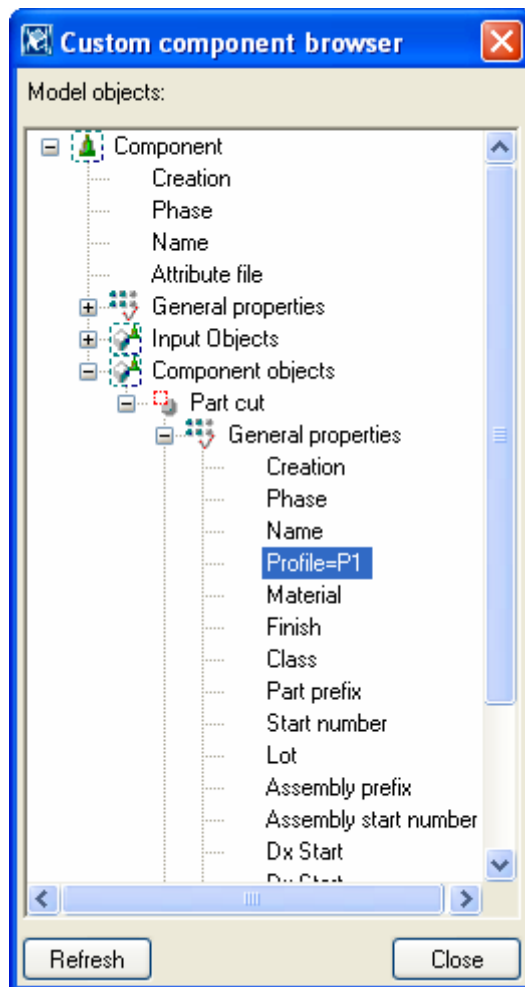 Custom component browser
Model objects:
Component
Creation
Phase
Name
Attribute file
General properties
Input Objects
Component objects
Part cut
General properties
Creation
Phase
Name
Profile=P1
Material
Finish
Class
Part prefix
Start number
Lot
Assembly prefix
Assembly start number
Dx Start
Refresh
Close